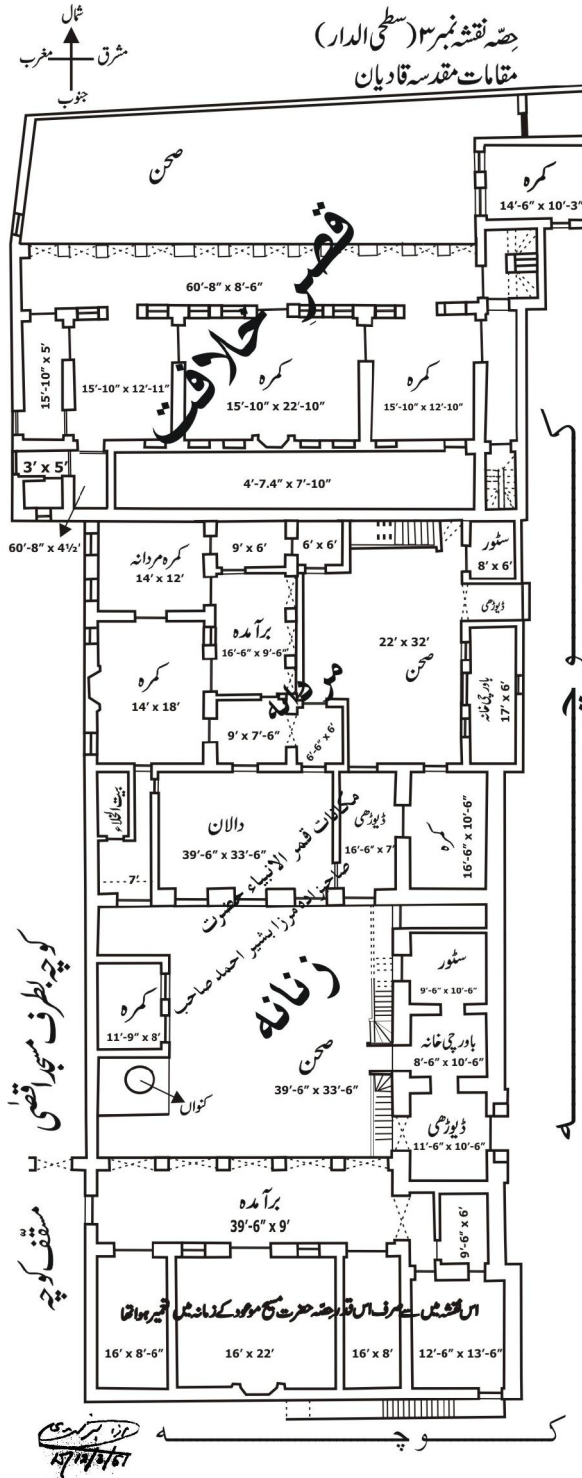 حصّہ نقشہ نمبر ۳ (سطحی الدار)
مقامات مقدسہ قادیان
شمال
مغرب
مشرق
جنوب
صحن
کمرہ
14'-6" x 10'-3"
60'-8" x 8'-6"
قصرِ خلافت
15'-10" x 5'
15'-10" x 12'-11"
کمرہ
15'-10" x 22'-10"
کمرہ
15'-10" x 12'-10"
3' x 5'
4'-7.4" x 7'-10"
60'-8" x 4½'
کمرہ مردانہ
14' x 12'
9' x 6'
6' x 6'
سٹور
8' x 6'
ڈیوڑھی
برآمدہ
16'-6" x 9'-6"
22' x 32'
صحن
کمرہ
14' x 18'
مردانہ
باورچی خانہ
17' x 6'
9' x 7'-6"
6'-6" x 6'
بیت الخلاء
7'
دالان
39'-6" x 33'-6"
ڈیوڑھی
16'-6" x 7'
کمرہ
16'-6" x 10'-6"
مکانات قمر الانبیاء حضرت
صاحبزادہ مرزا بشیر احمد صاحب
زنانہ
سٹور
9'-6" x 10'-6"
کمرہ
11'-9" x 8'
صحن
39'-6" x 33'-6"
باورچی خانہ
8'-6" x 10'-6"
کنواں
ڈیوڑھی
11'-6" x 10'-6"
کوچہ بطرف مسجد اقصٰی
مسقف کوچہ
برآمدہ
39'-6" x 9'
9'-6" x 6'
اس نقشہ میں سے صرف اس قدر حصّہ حضرت مسیح موعود کے زمانہ میں تعمیر ہوا تھا
16' x 8'-6"
16' x 22'
16' x 8'
12'-6" x 13'-6"
کوچہ